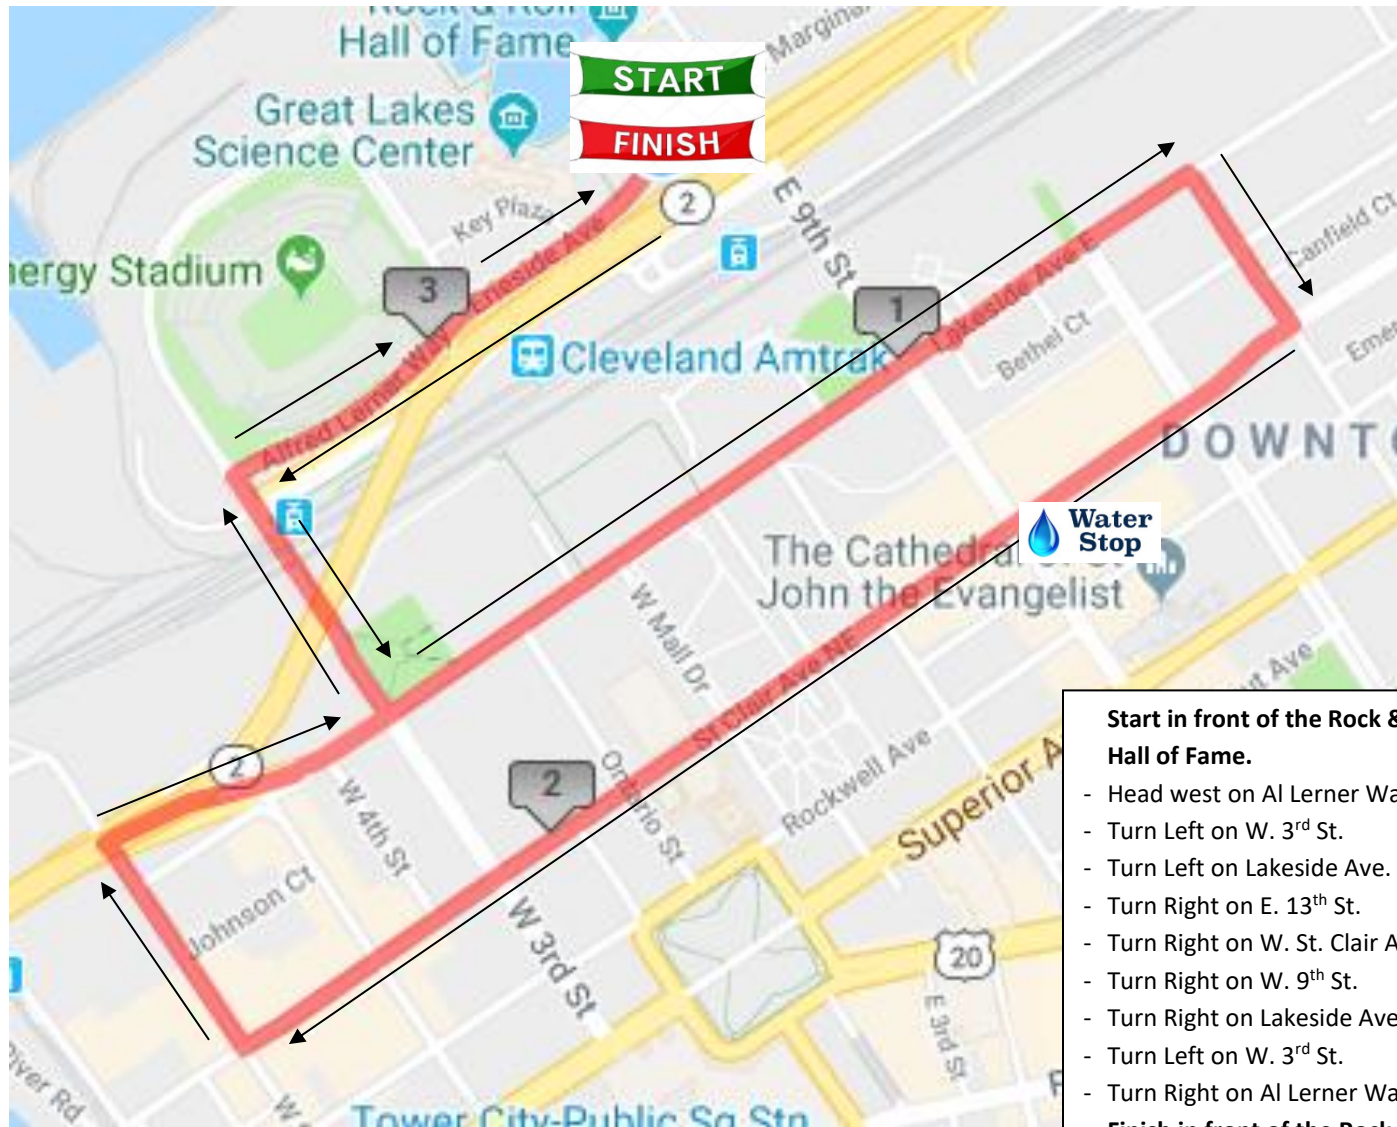 Hall of Fame
START
FINISH
Great Lakes
Science Center
Key Plaza
2
E 9th St
nergy Stadium
3
Alfred Lerner Way
Cleveland Amtrak
1
Lakeside Ave E
Bethel Ct
Canfield Ct
DOWNT
Water
Stop
The Cathedral
John the Evangelist
W Mall Dr
St Clair Ave NE
2
Ontario St
Rockwell Ave
Superior A
2
W 4th St
Johnson Ct
W 3rd St
20
E 3rd St
Tower City-Public Sq Stn
Start in front of the Rock &
Hall of Fame.
- Head west on Al Lerner Wa
- Turn Left on W. 3rd St.
- Turn Left on Lakeside Ave.
- Turn Right on E. 13th St.
- Turn Right on W. St. Clair A
- Turn Right on W. 9th St.
- Turn Right on Lakeside Ave
- Turn Left on W. 3rd St.
- Turn Right on Al Lerner Wa